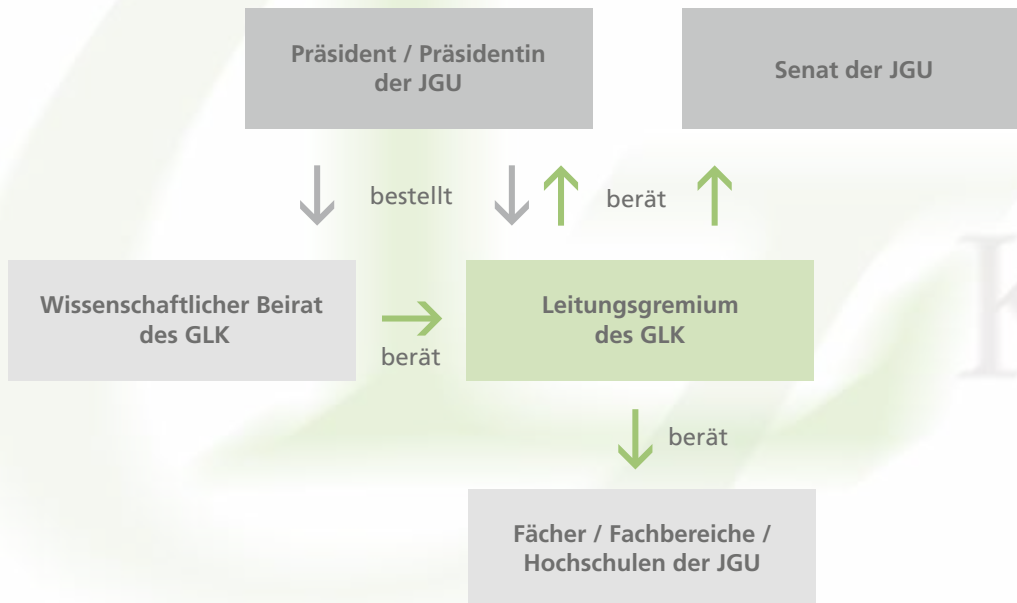 Präsident / Präsidentin
der JGU
Senat der JGU
bestellt
berät
Wissenschaftlicher Beirat
des GLK
berät
Leitungsgremium
des GLK
berät
Fächer / Fachbereiche /
Hochschulen der JGU